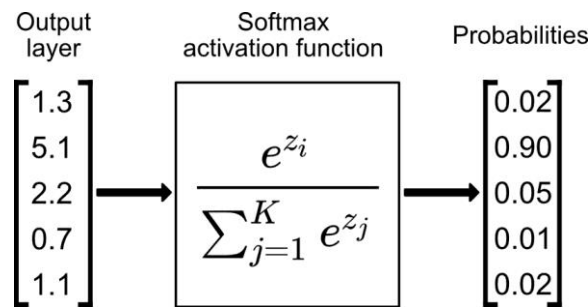 Output
layer
Softmax
activation function
Probabilities
1.3
5.1
2.2
0.7
1.1
e^{z_i}
∑_{j=1}^{K} e^{z_j}
0.02
0.90
0.05
0.01
0.02